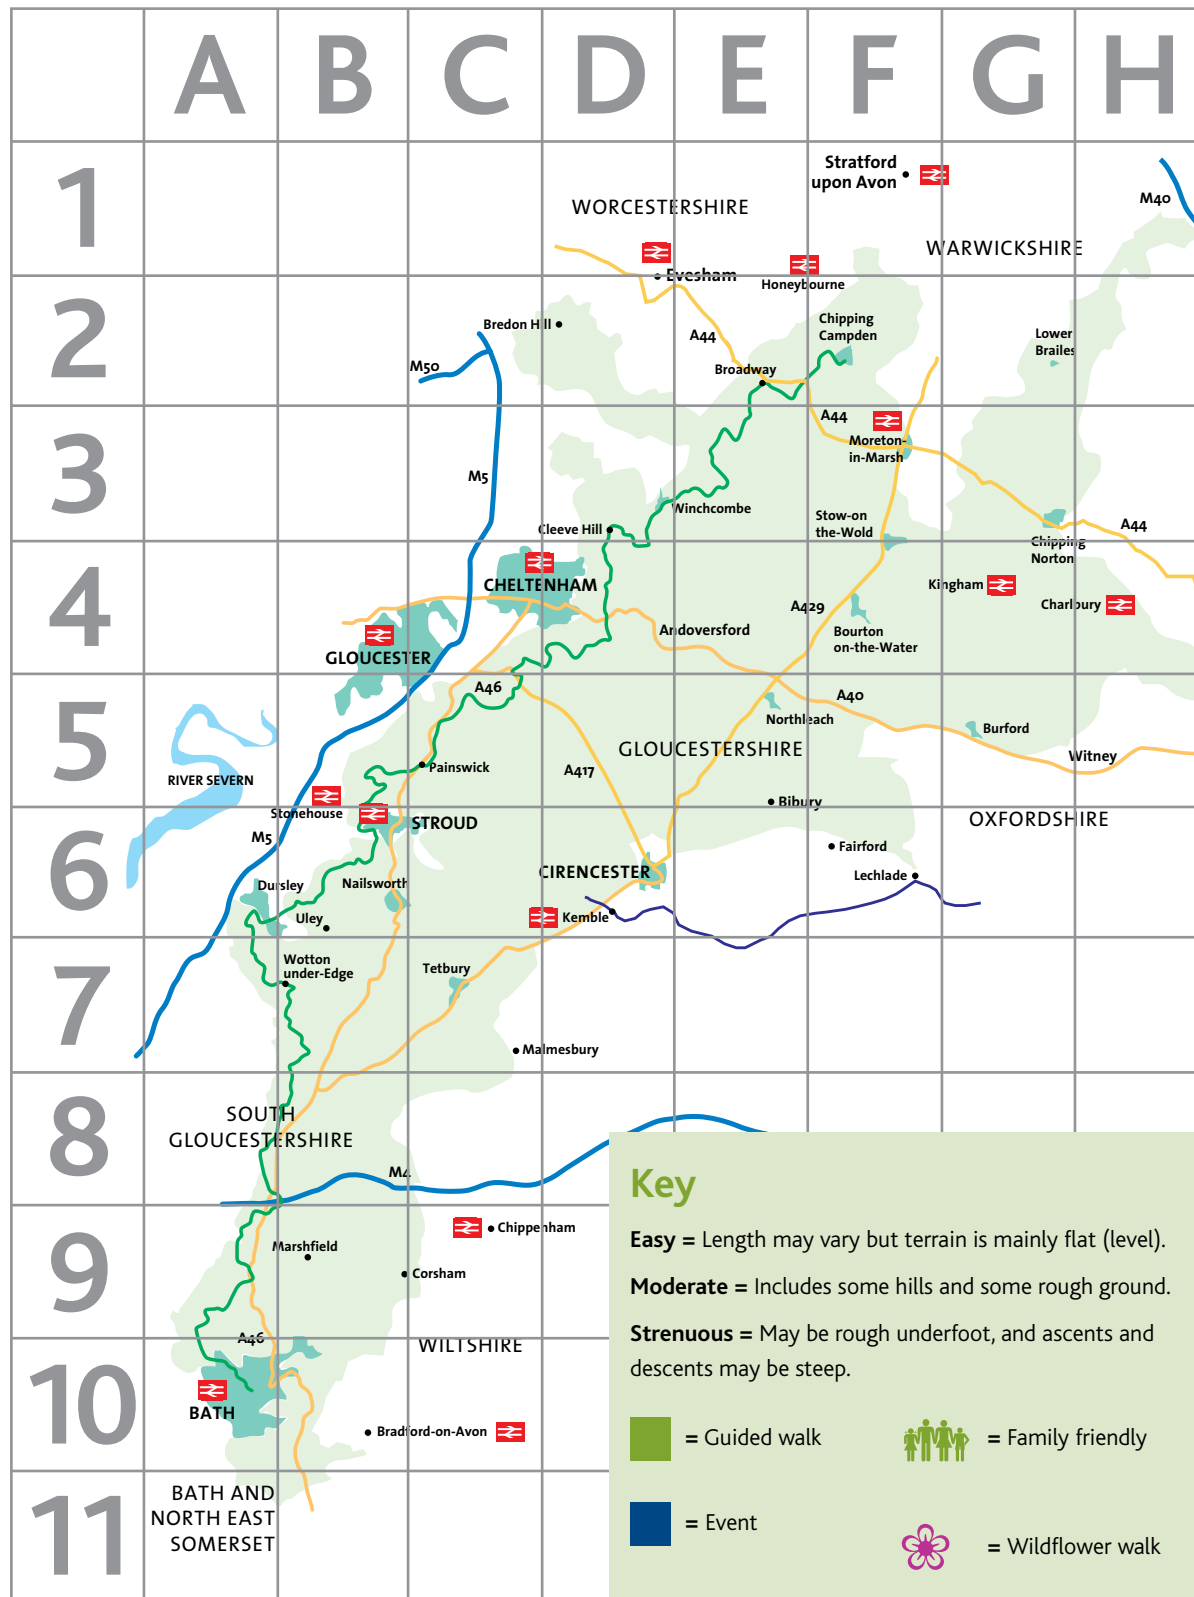 A B C D E F G H
1
2
3
4
5
6
7
8
9
10
11
Stratford
upon Avon
M40
WORCESTERSHIRE
WARWICKSHIRE
Evesham
Honeybourne
Bredon Hill
Chipping
Campden
Lower
Brailes
A44
M50
Broadway
A44
Moreton-
in-Marsh
M5
Winchcombe
Stow-on
the-Wold
Cleeve Hill
A44
Chipping
Norton
CHELTENHAM
Kingham
Charlbury
A429
Andoversford
Bourton
on-the-Water
GLOUCESTER
A46
A40
Northleach
Burford
GLOUCESTERSHIRE
Witney
Painswick
A417
RIVER SEVERN
Bibury
Stonehouse
STROUD
OXFORDSHIRE
M5
Fairford
CIRENCESTER
Lechlade
Dursley
Nailsworth
Uley
Kemble
Wotton
under-Edge
Tetbury
Malmesbury
SOUTH
GLOUCESTERSHIRE
M4
Chippenham
Marshfield
Corsham
A46
WILTSHIRE
BATH
Bradford-on-Avon
BATH AND
NORTH EAST
SOMERSET
Key
Easy = Length may vary but terrain is mainly flat (level).
Moderate = Includes some hills and some rough ground.
Strenuous = May be rough underfoot, and ascents and
descents may be steep.
= Guided walk
= Family friendly
= Event
= Wildflower walk